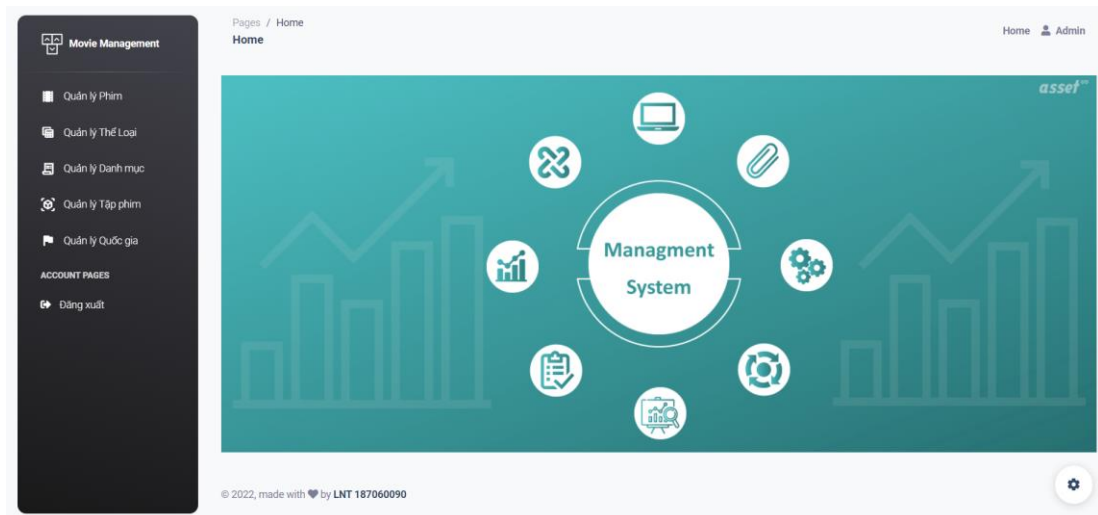 Movie Management
Quản lý Phim
Quản lý Thể Loại
Quản lý Danh mục
Quản lý Tập phim
Quản lý Quốc gia
ACCOUNT PAGES
Đăng xuất
Pages / Home
Home
Home Admin
asset
Managment
System
© 2022, made with ♥ by LNT 187060090